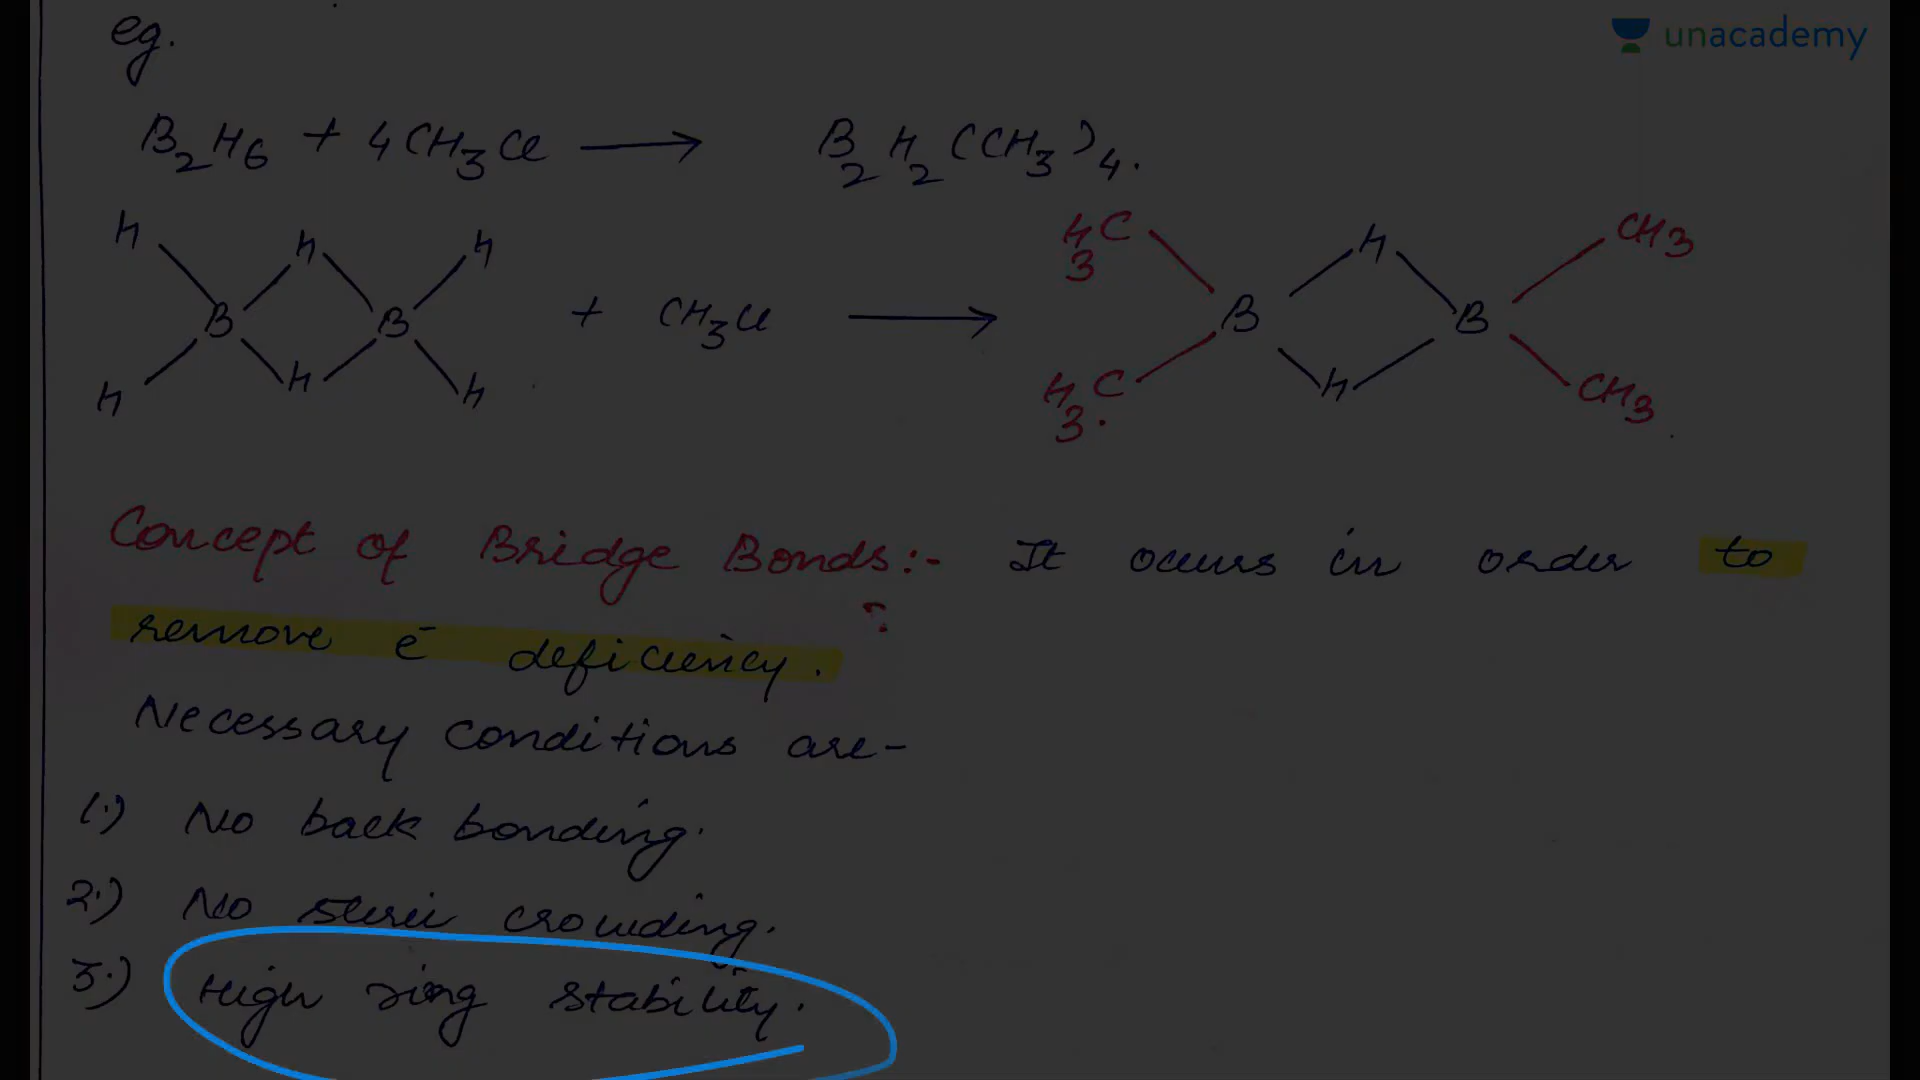 eg.
unacademy
B2H6 + 4CH3Cl ⟶ B2H2(CH3)4.
H H H H3C H CH3
B B + CH3Cl ⟶ B B
H H H H3C H CH3
Concept of Bridge Bonds:- It occurs in order to
remove e⁻ deficiency.
Necessary conditions are-
(1.) No back bonding.
2.) No steric crowding.
3.) High ring stability.